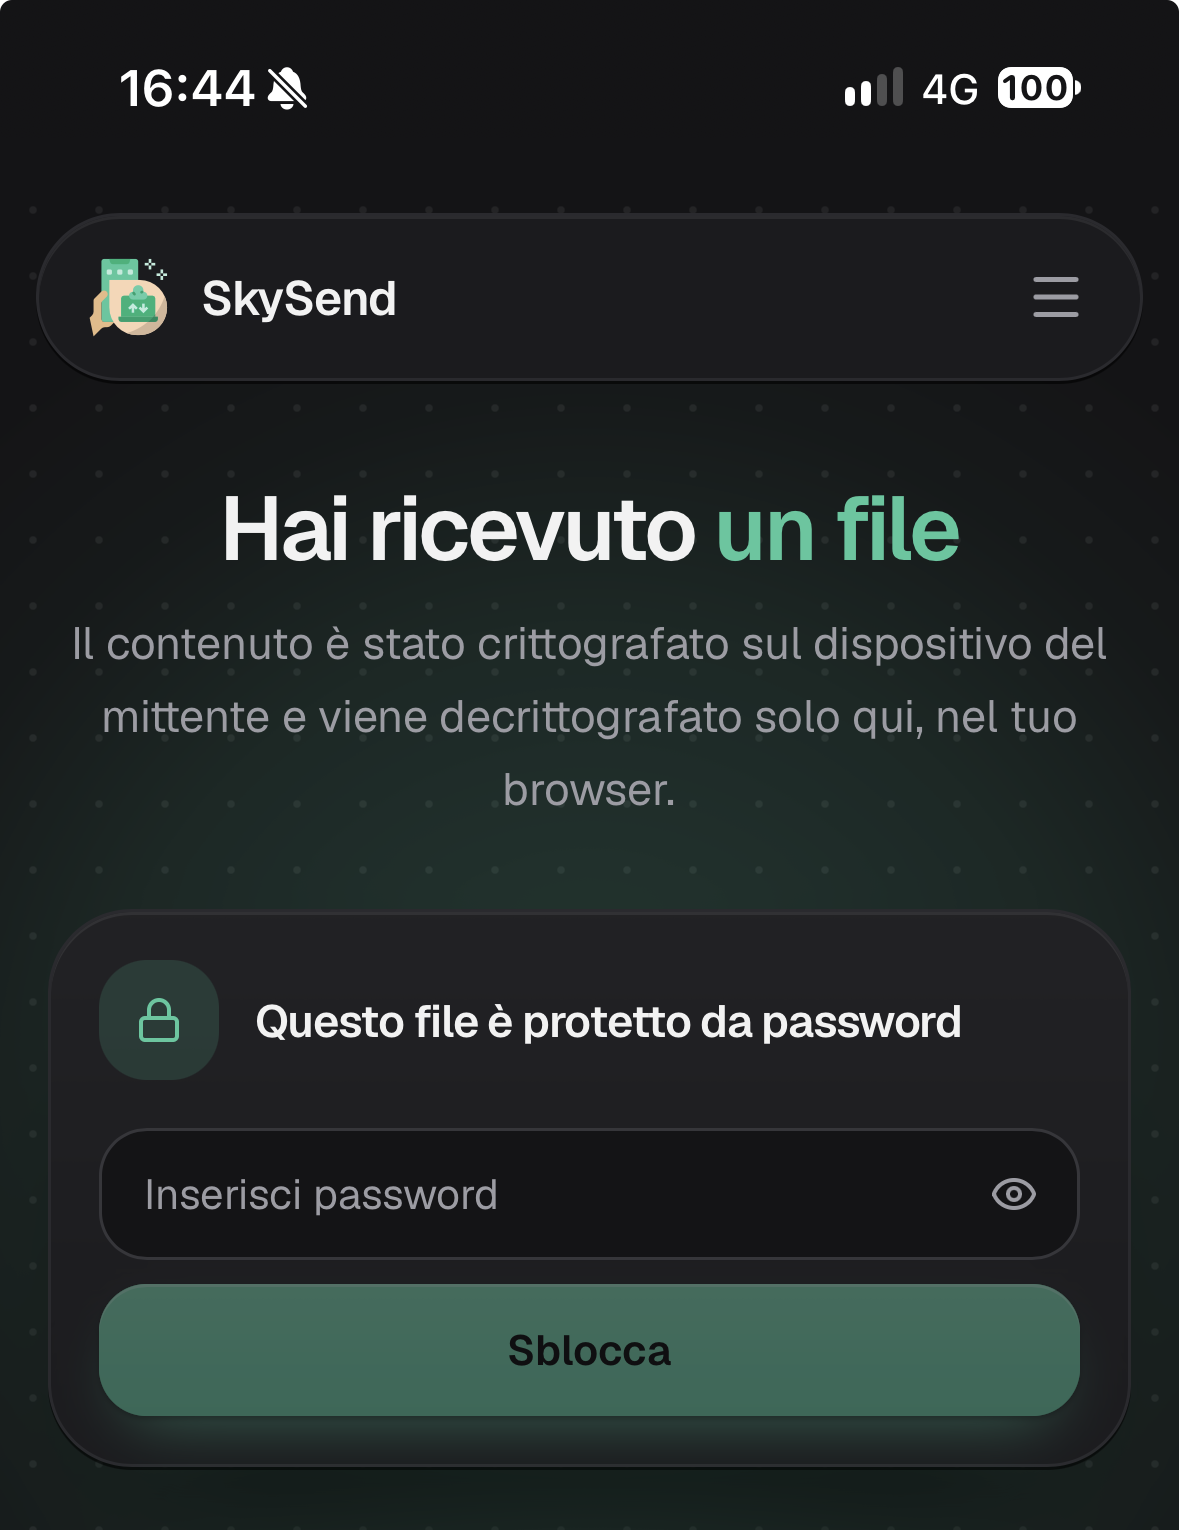 16:44
4G
100
SkySend
Hai ricevuto un file
Il contenuto è stato crittografato sul dispositivo del
mittente e viene decrittografato solo qui, nel tuo
browser.
Questo file è protetto da password
Inserisci password
Sblocca